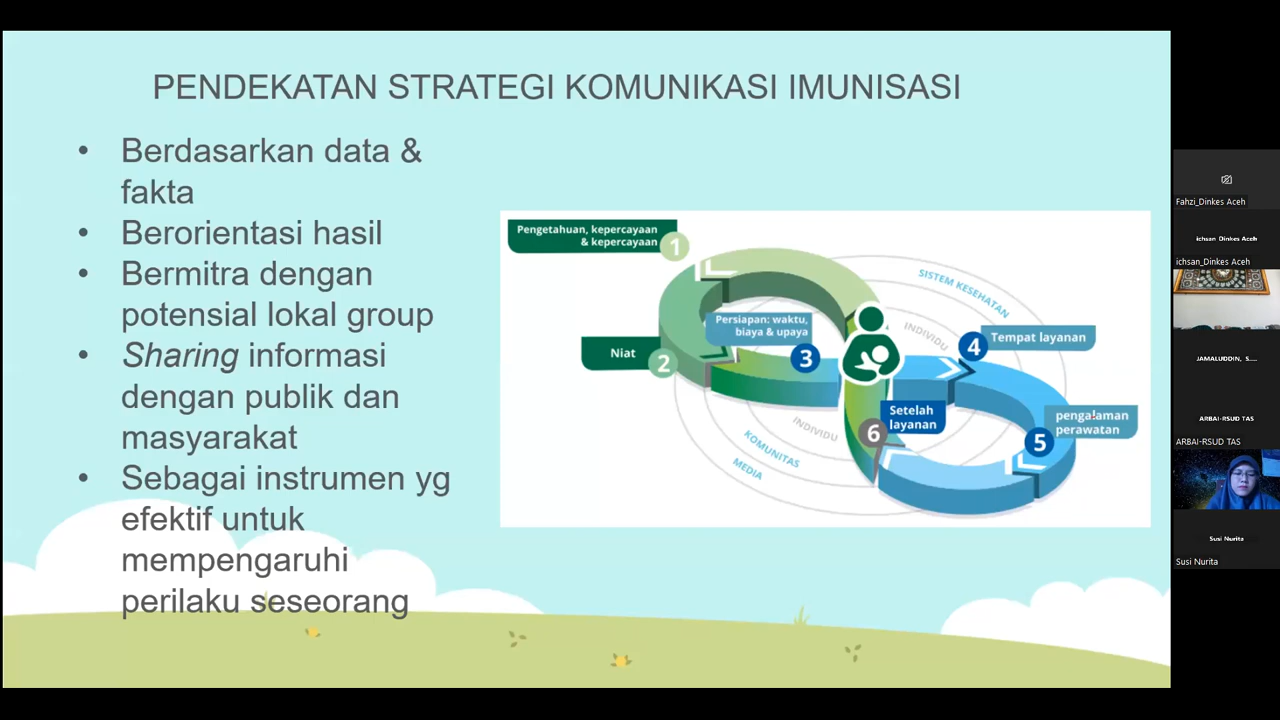 PENDEKATAN STRATEGI KOMUNIKASI IMUNISASI
• Berdasarkan data &
fakta
• Berorientasi hasil
• Bermitra dengan
potensial lokal group
• Sharing informasi
dengan publik dan
masyarakat
• Sebagai instrumen yg
efektif untuk
mempengaruhi
perilaku seseorang
Pengetahuan, kepercayaan
& kepercayaan
1
Niat
2
Persiapan: waktu,
biaya & upaya
3
4
Tempat layanan
pengalaman
perawatan
5
Setelah
layanan
6
SISTEM KESEHATAN
INDIVIDU
INDIVIDU
KOMUNITAS
MEDIA
Fahzi_Dinkes Aceh
ichsan Dinkes Aceh
ichsan_Dinkes Aceh
JAMALUDDIN, S....
ARBAI-RSUD TAS
ARBAI-RSUD TAS
Susi Nurita
Susi Nurita